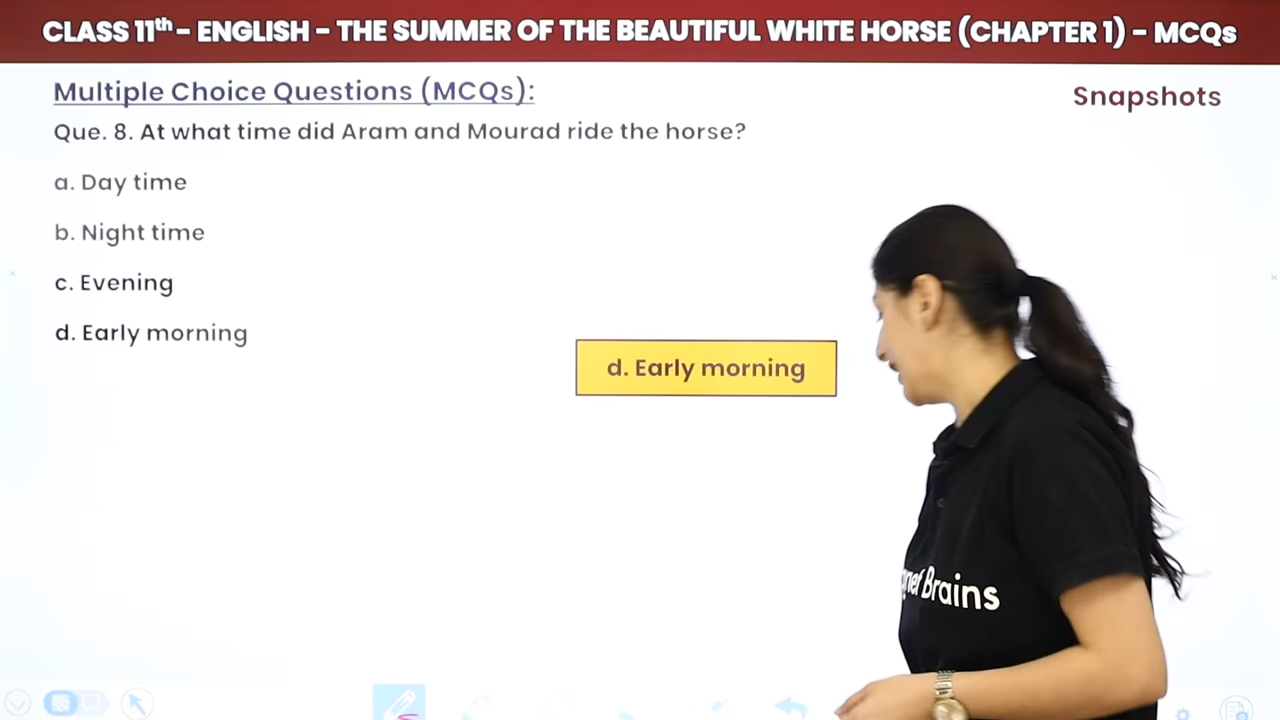 CLASS 11th - ENGLISH - THE SUMMER OF THE BEAUTIFUL WHITE HORSE (CHAPTER 1) - MCQs
Multiple Choice Questions (MCQs):
Snapshots
Que. 8. At what time did Aram and Mourad ride the horse?
a. Day time
b. Night time
c. Evening
d. Early morning
d. Early morning
Brains